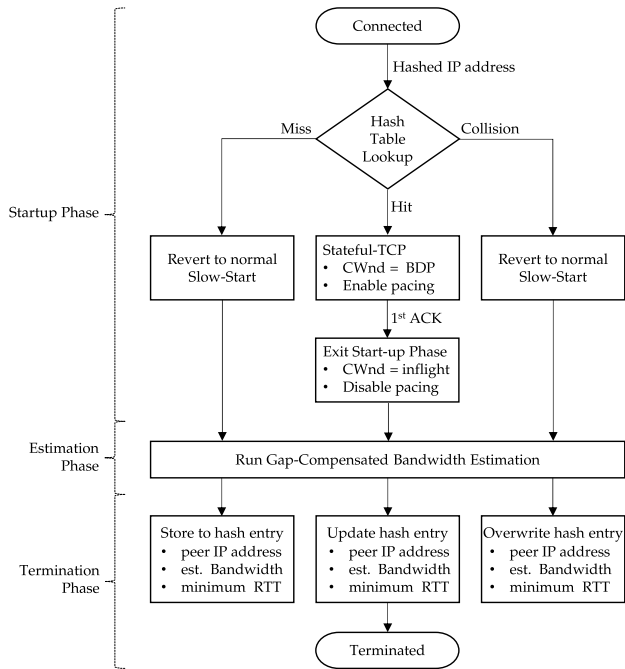 Connected
Hashed IP address
Hash
Table
Lookup
Miss
Collision
Hit
Startup Phase
Revert to normal
Slow-Start
Stateful-TCP
• CWnd = BDP
• Enable pacing
Revert to normal
Slow-Start
1st ACK
Exit Start-up Phase
• CWnd = inflight
• Disable pacing
Estimation
Phase
Run Gap-Compensated Bandwidth Estimation
Termination
Phase
Store to hash entry
• peer IP address
• est. Bandwidth
• minimum RTT
Update hash entry
• peer IP address
• est. Bandwidth
• minimum RTT
Overwrite hash entry
• peer IP address
• est. Bandwidth
• minimum RTT
Terminated